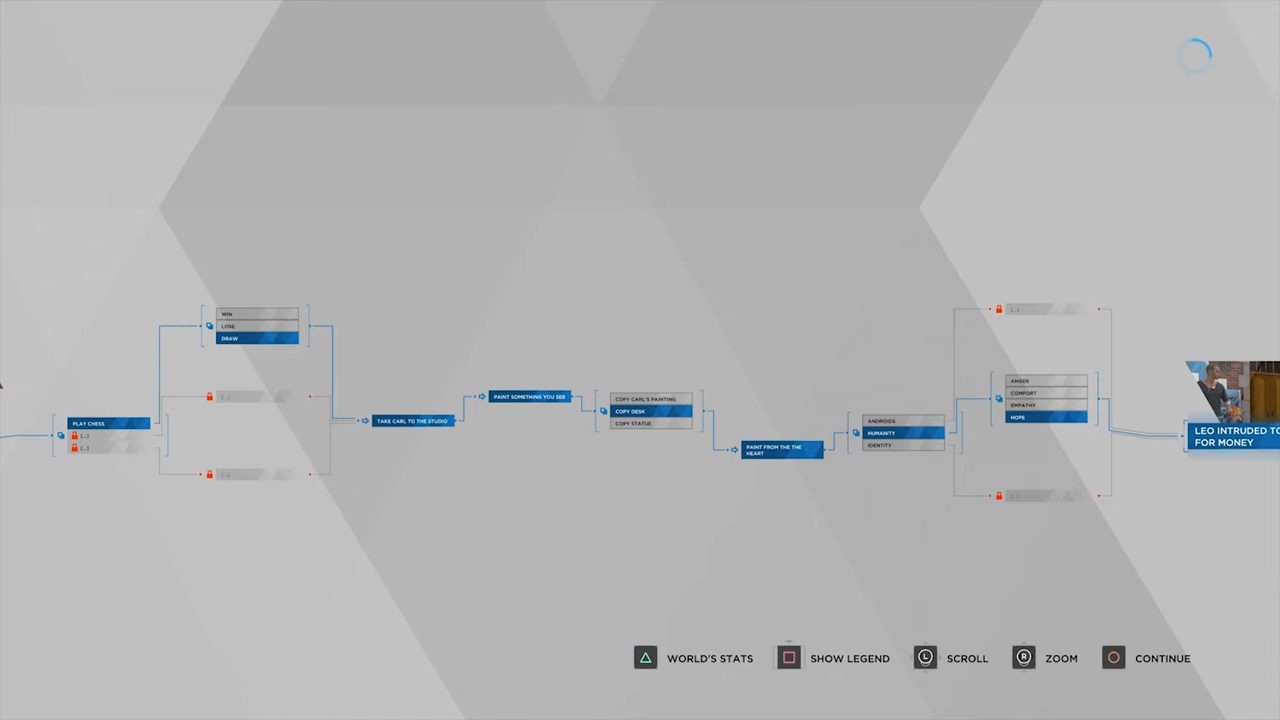 PLAY CHESS
[...]
[...]
WIN
LOSE
DRAW
[...]
[...]
TAKE CARL TO THE STUDIO
PAINT SOMETHING YOU SEE
COPY CARL'S PAINTING
COPY DESK
COPY STATUE
PAINT FROM THE THE
HEART
ANDROIDS
HUMANITY
IDENTITY
[...]
ANGER
COMFORT
EMPATHY
HOPE
[...]
LEO INTRUDED TO
FOR MONEY
WORLD'S STATS
SHOW LEGEND
L
SCROLL
R
ZOOM
CONTINUE